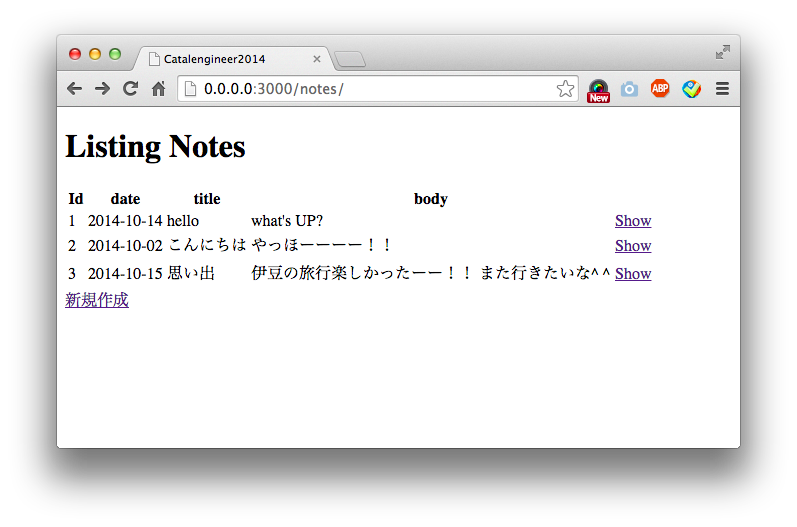 Catalengineer2014
0.0.0.0:3000/notes/
New
ABP
Listing Notes
Id date title body
1 2014-10-14 hello what's UP? Show
2 2014-10-02 こんにちは やっほーーーー！！ Show
3 2014-10-15 思い出 伊豆の旅行楽しかったーー！！ また行きたいな^ ^ Show
新規作成